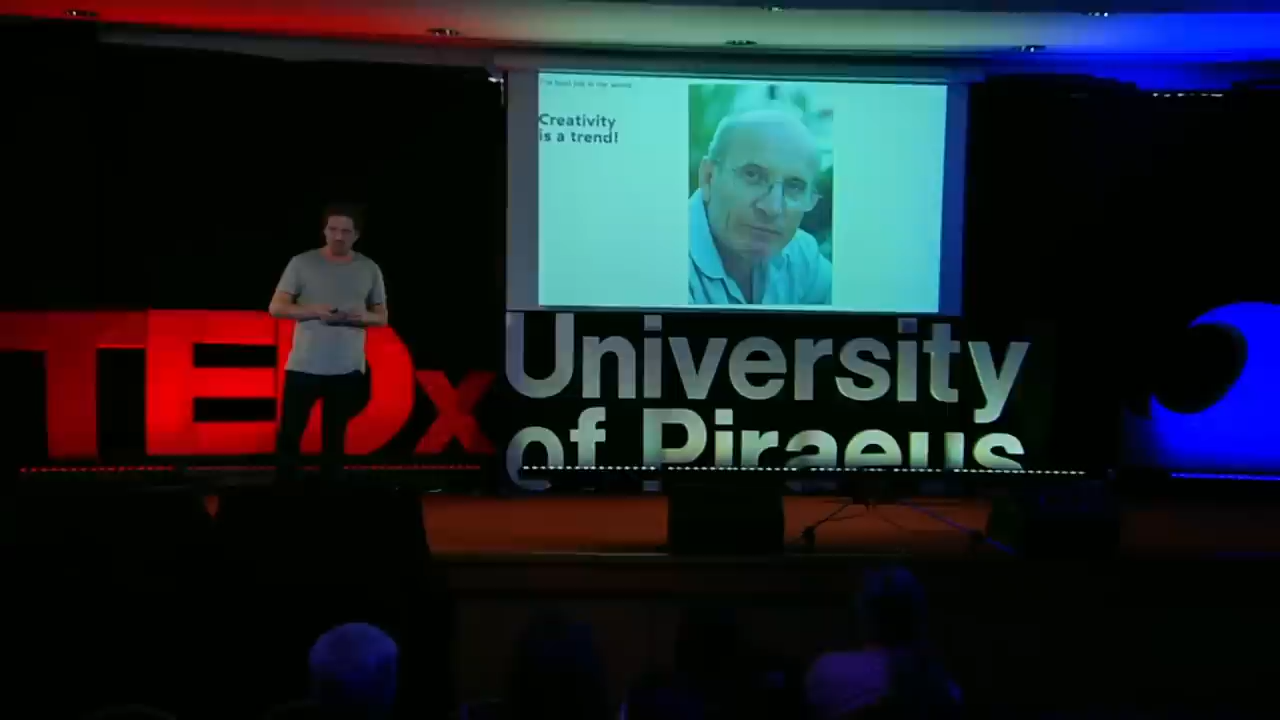 Creativity
is a trend!
TEDx
University
of Piraeus